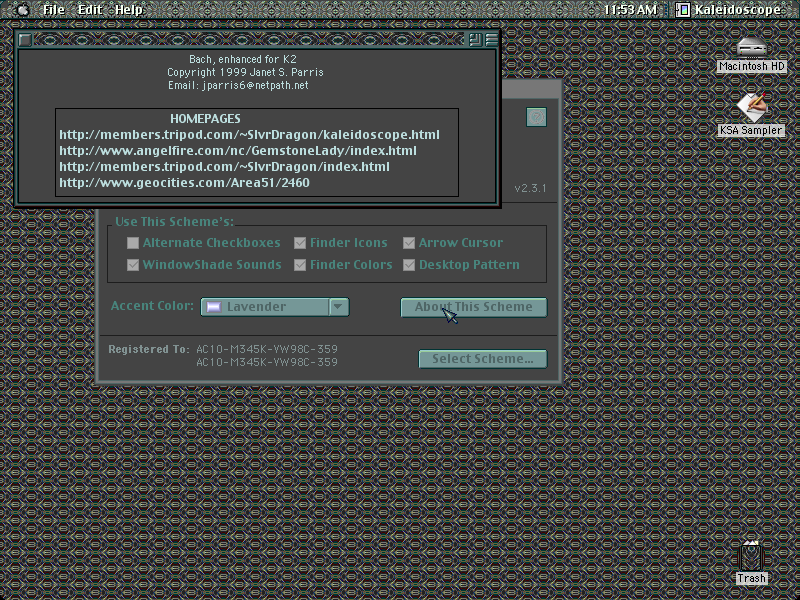 File Edit Help 11:53 AM Kaleidoscope
Bach, enhanced for K2
Copyright 1999 Janet S. Parris
Email: jparris6@netpath.net
HOMEPAGES
http://members.tripod.com/~SlvrDragon/kaleidoscope.html
http://www.angelfire.com/nc/GemstoneLady/index.html
http://members.tripod.com/~SlvrDragon/index.html
http://www.geocities.com/Area51/2460
v2.3.1
Use This Scheme's:
Alternate Checkboxes Finder Icons Arrow Cursor
WindowShade Sounds Finder Colors Desktop Pattern
Accent Color: Lavender About This Scheme
Registered To: AC10-M345K-VW98C-359
AC10-M345K-VW98C-359
Select Scheme...
Macintosh HD
KSA Sampler
Trash